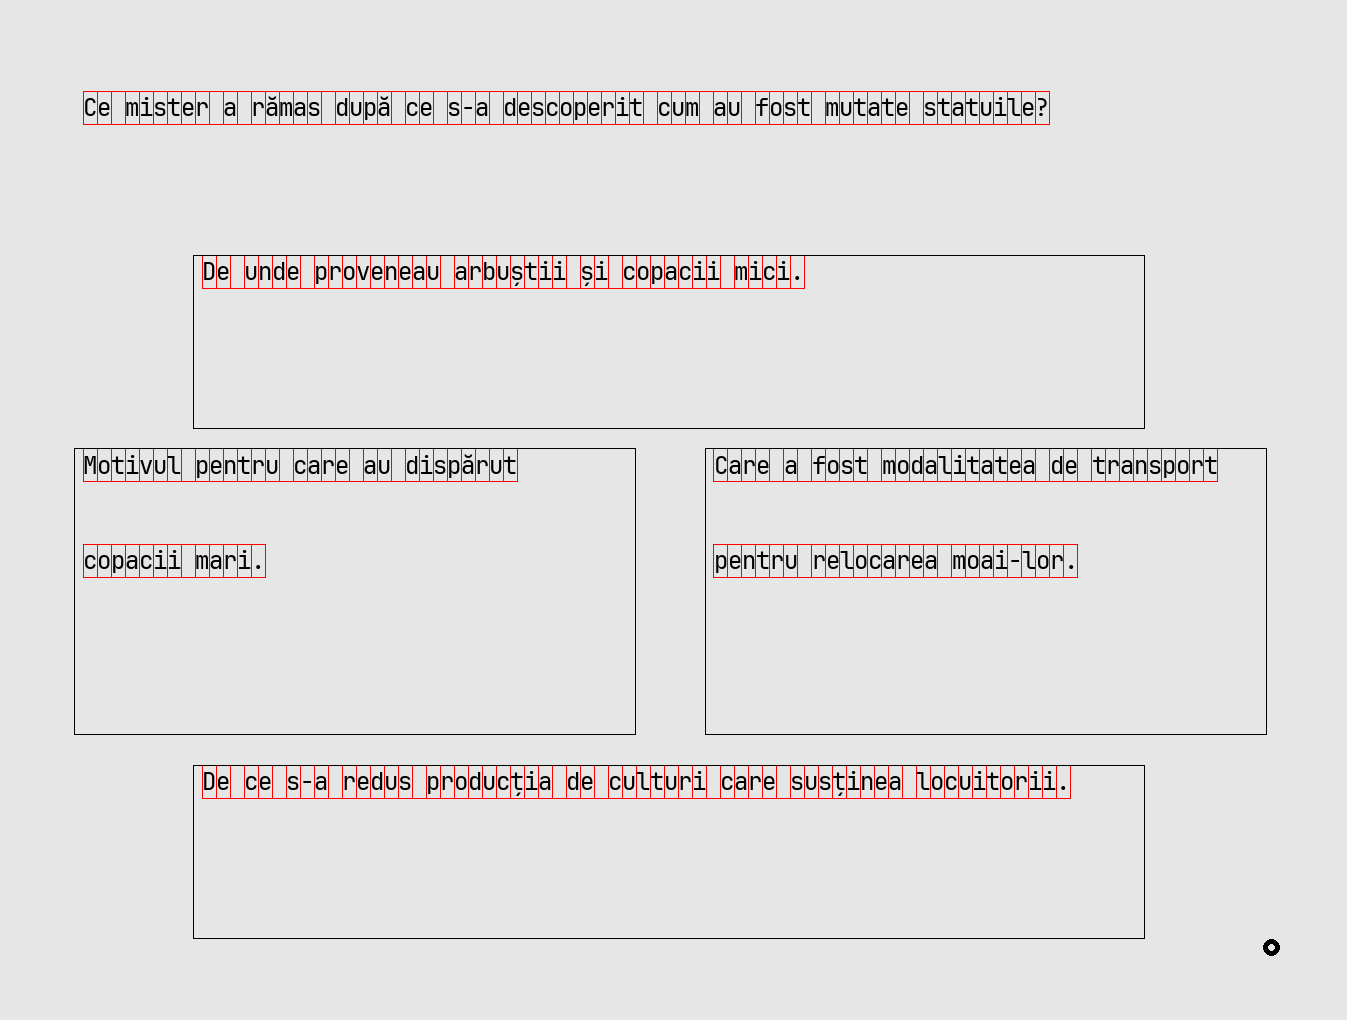 Ce mister a rămas după ce s-a descoperit cum au fost mutate statuile?
De unde proveneau arbuștii și copacii mici.
Motivul pentru care au dispărut
copacii mari.
Care a fost modalitatea de transport
pentru relocarea moai-lor.
De ce s-a redus producția de culturi care susținea locuitorii.